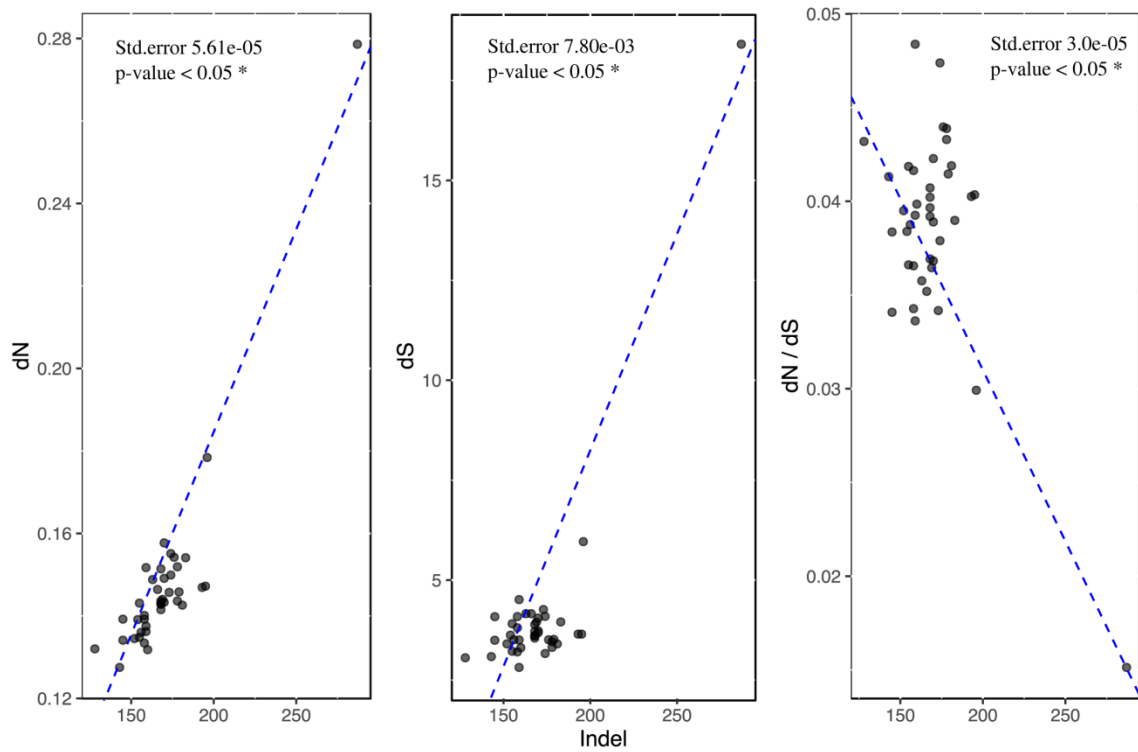 Std.error 5.61e-05
p-value < 0.05 *
dN
0.28
0.24
0.20
0.16
0.12
150 200 250
Std.error 7.80e-03
p-value < 0.05 *
dS
15
10
5
150 200 250
Indel
Std.error 3.0e-05
p-value < 0.05 *
dN / dS
0.05
0.04
0.03
0.02
150 200 250